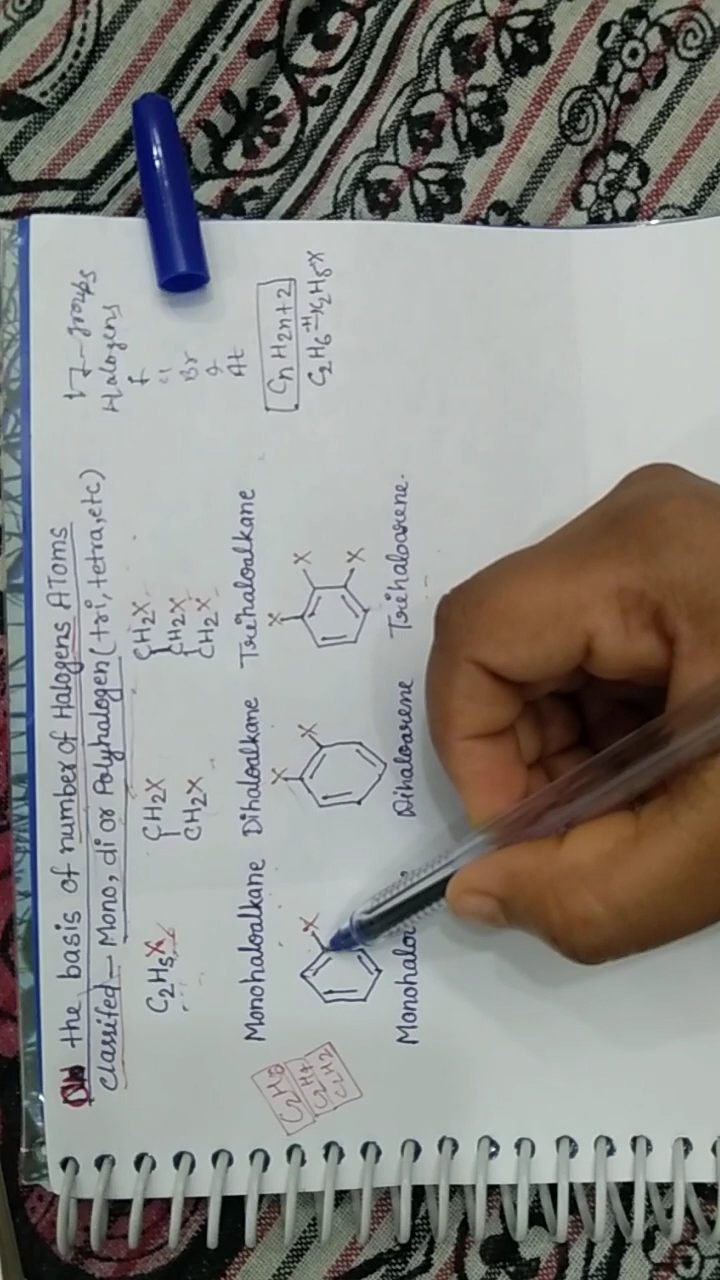 On the basis of number of Halogens AToms
Classifed - Mono, di or Polyhalogen (tri, tetra, etc)
17-groups
Halogens
F
Cl
Br
I
At
C2H5X
CH2X
CH2X
CH2X
CH2X
CH2X
Monohaloalkane Dihaloalkane Trihaloalkane
CnH2n+2
C2H6 -H C2H5X
C2H6
C2H4
C2H2
X
X
X
X
X
X
Monohalo Dihaloarene Trihaloarene.